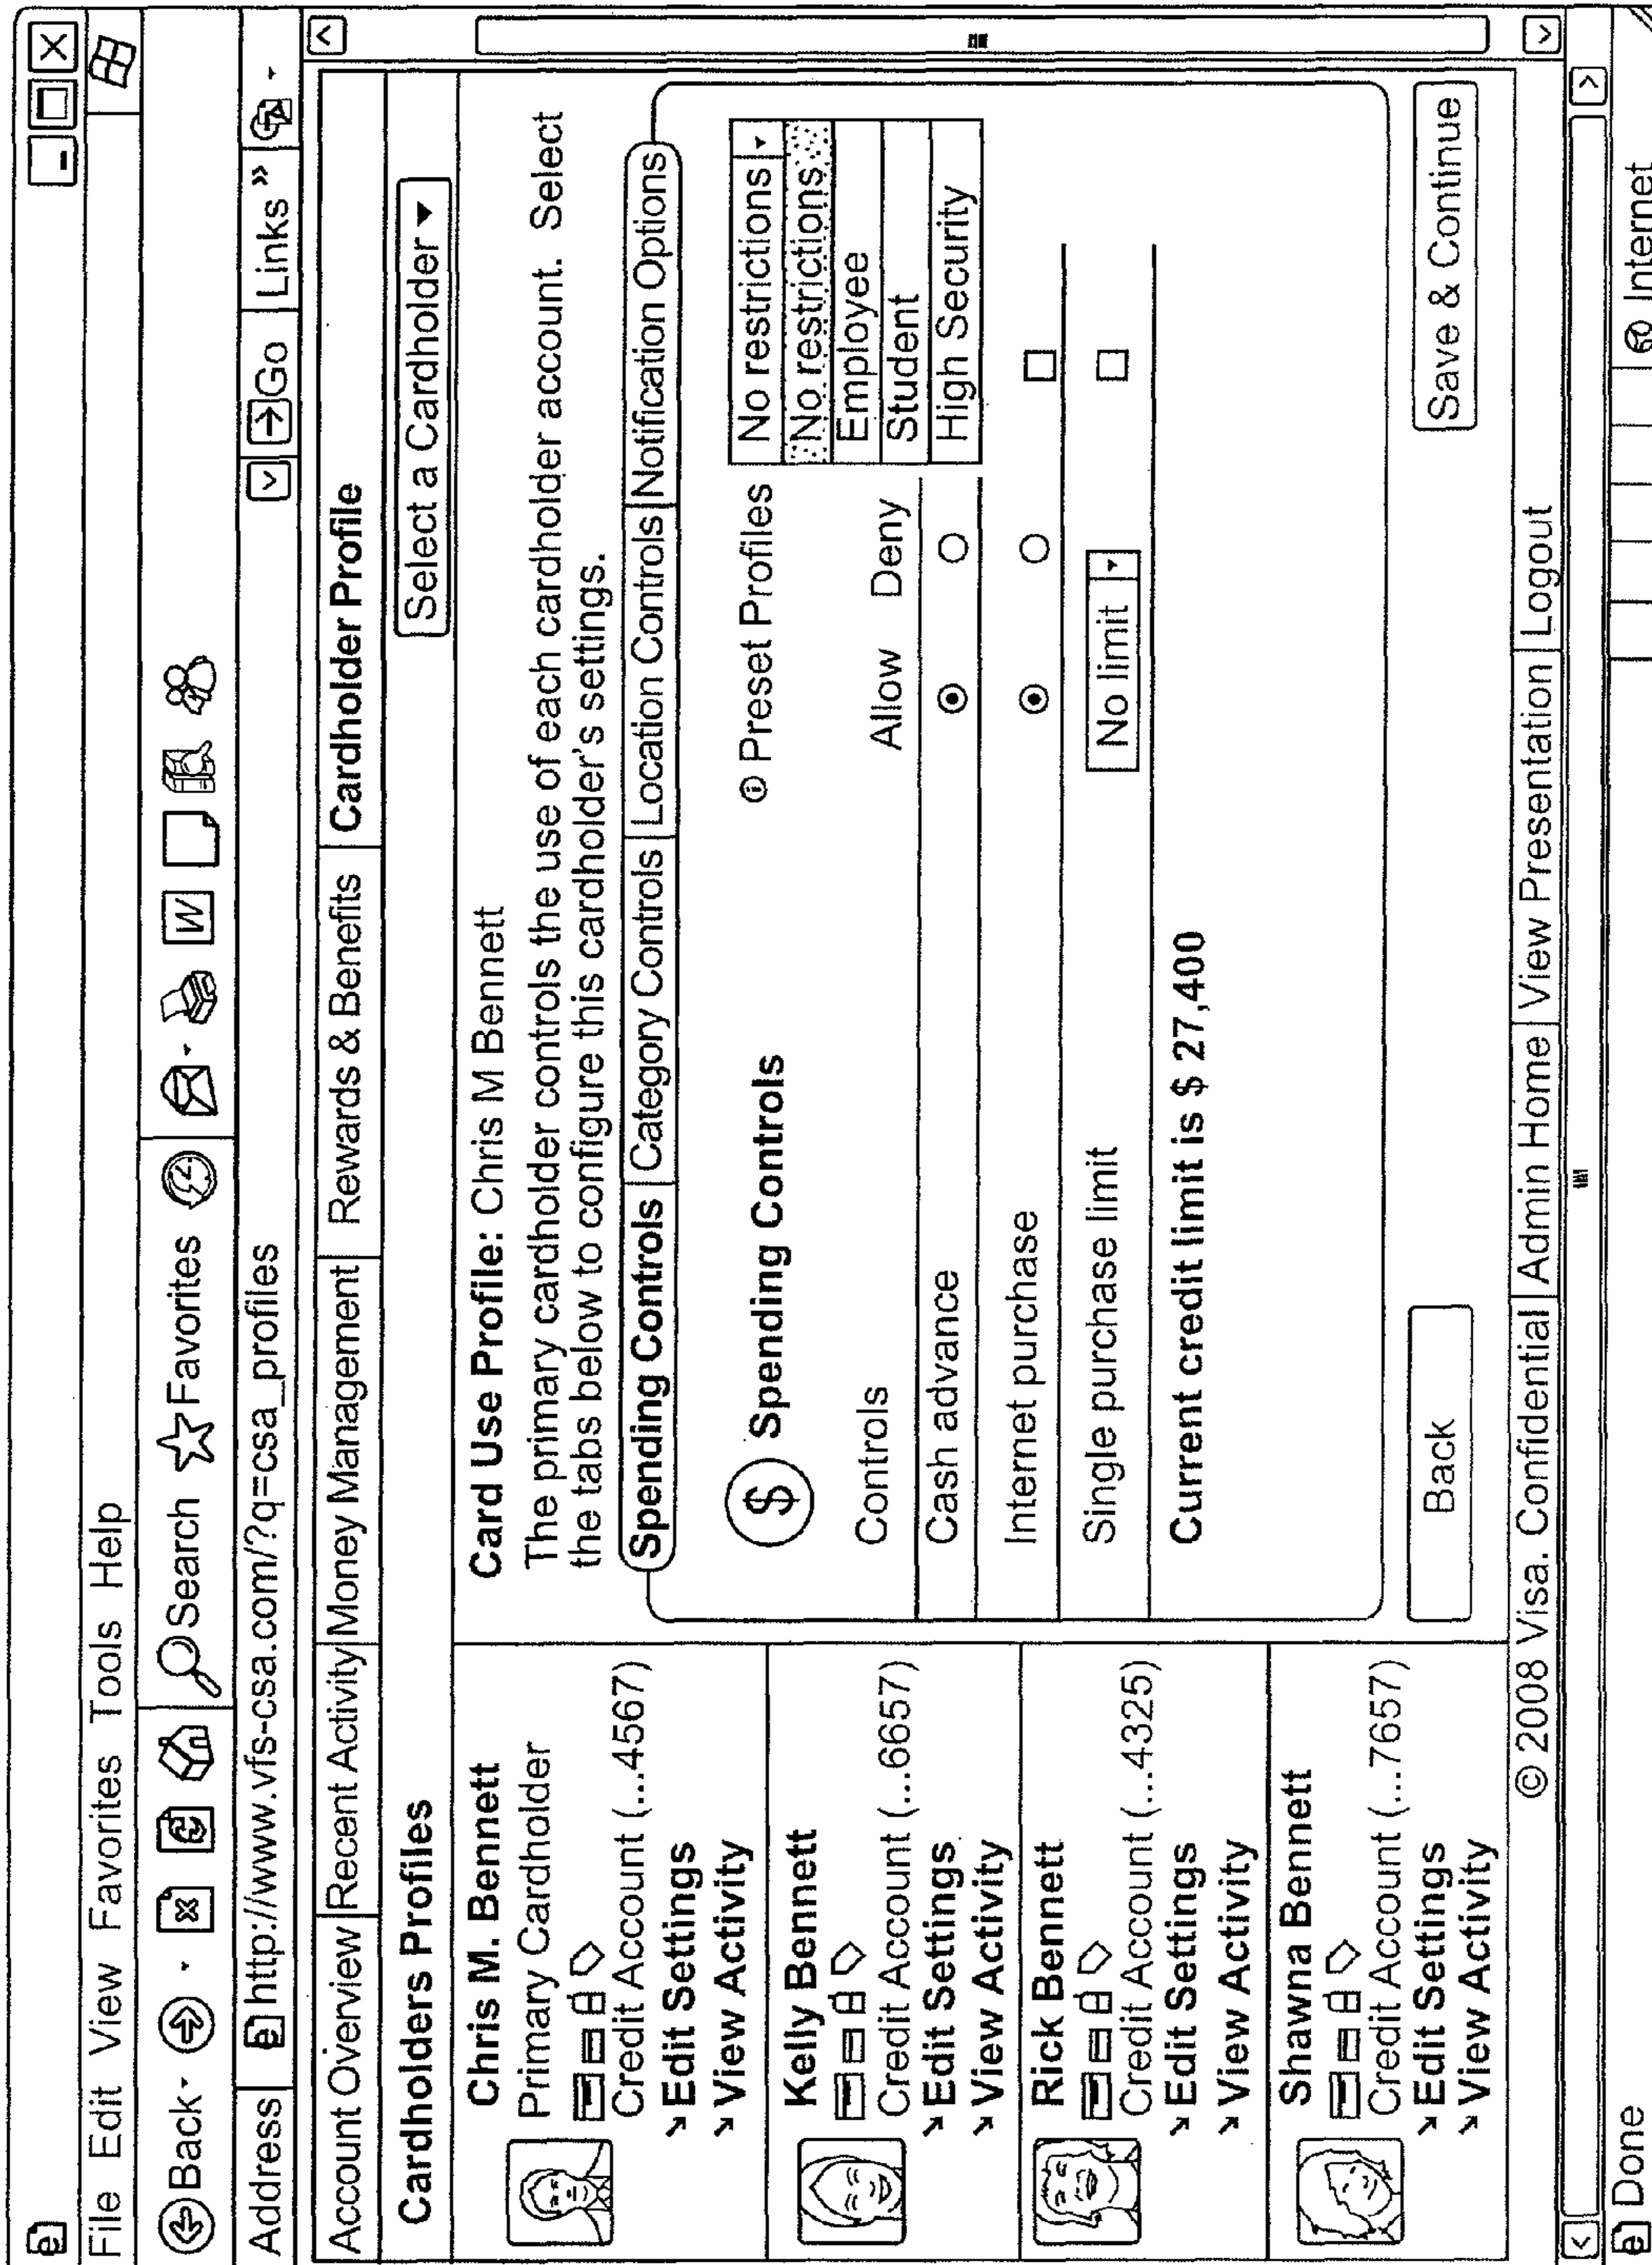 File Edit View Favorites Tools Help
Back Search Favorites W
Address http://www.vfs-csa.com/?q=csa_profiles Go Links »
Account Overview Recent Activity Money Management Rewards & Benefits Cardholder Profile
Cardholders Profiles
Select a Cardholder
Chris M. Bennett
Primary Cardholder
Credit Account (...4567)
Edit Settings
View Activity
Kelly Bennett
Credit Account (...6657)
Edit Settings
View Activity
Rick Bennett
Credit Account (...4325)
Edit Settings
View Activity
Shawna Bennett
Credit Account (...7657)
Edit Settings
View Activity
Card Use Profile: Chris M Bennett
The primary cardholder controls the use of each cardholder account. Select
the tabs below to configure this cardholder's settings.
Spending Controls Category Controls Location Controls Notification Options
$ Spending Controls
Preset Profiles No restrictions
No restrictions
Employee
Student
High Security
Controls Allow Deny
Cash advance
Internet purchase
Single purchase limit No limit
Current credit limit is $ 27,400
Back Save & Continue
© 2008 Visa. Confidential Admin Home View Presentation Logout
Done Internet